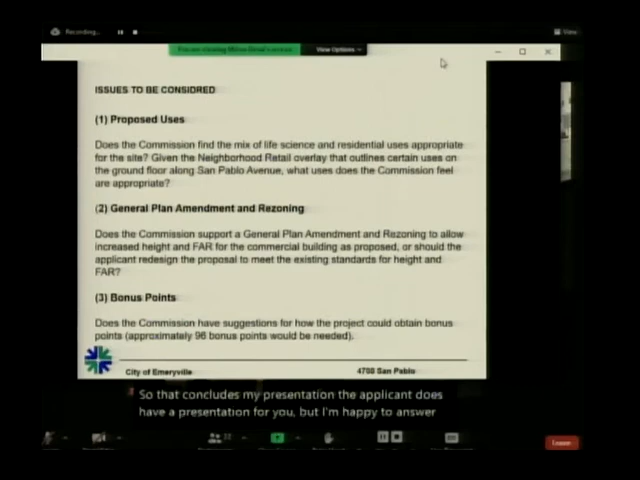 Recording...
View
View Options
ISSUES TO BE CONSIDRED
(1) Proposed Uses
Does the Commission find the mix of life science and residential uses appropriate
for the site? Given the Neighborhood Retail overlay that outlines certain uses on
the ground floor along San Pablo Avenue, what uses does the Commission feel
are appropriate?
(2) General Plan Amendment and Rezoning
Does the Commission support a General Plan Amendment and Rezoning to allow
increased height and FAR for the commercial building as proposed, or should the
applicant redesign the proposal to meet the existing standards for height and
FAR?
(3) Bonus Points
Does the Commission have suggestions for how the project could obtain bonus
points (approximately 96 bonus points would be needed).
City of Emeryville
San Pablo
So that concludes my presentation the applicant does
have a presentation for you, but I'm happy to answer
Leave